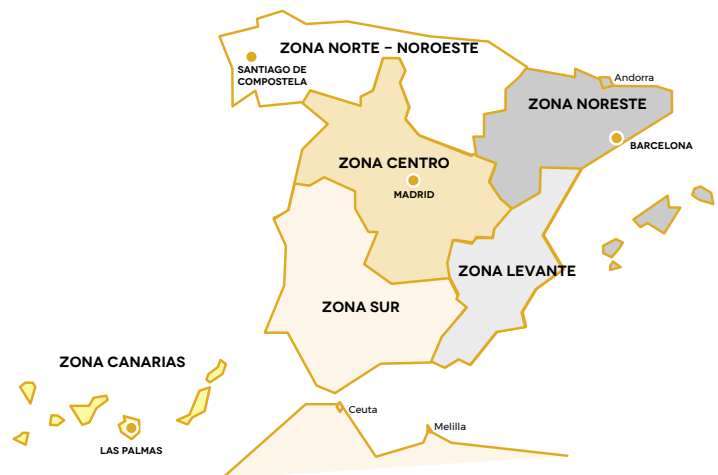 ZONA NORTE – NOROESTE
SANTIAGO DE
COMPOSTELA
Andorra
ZONA NORESTE
BARCELONA
ZONA CENTRO
MADRID
ZONA LEVANTE
ZONA SUR
ZONA CANARIAS
LAS PALMAS
Ceuta
Melilla